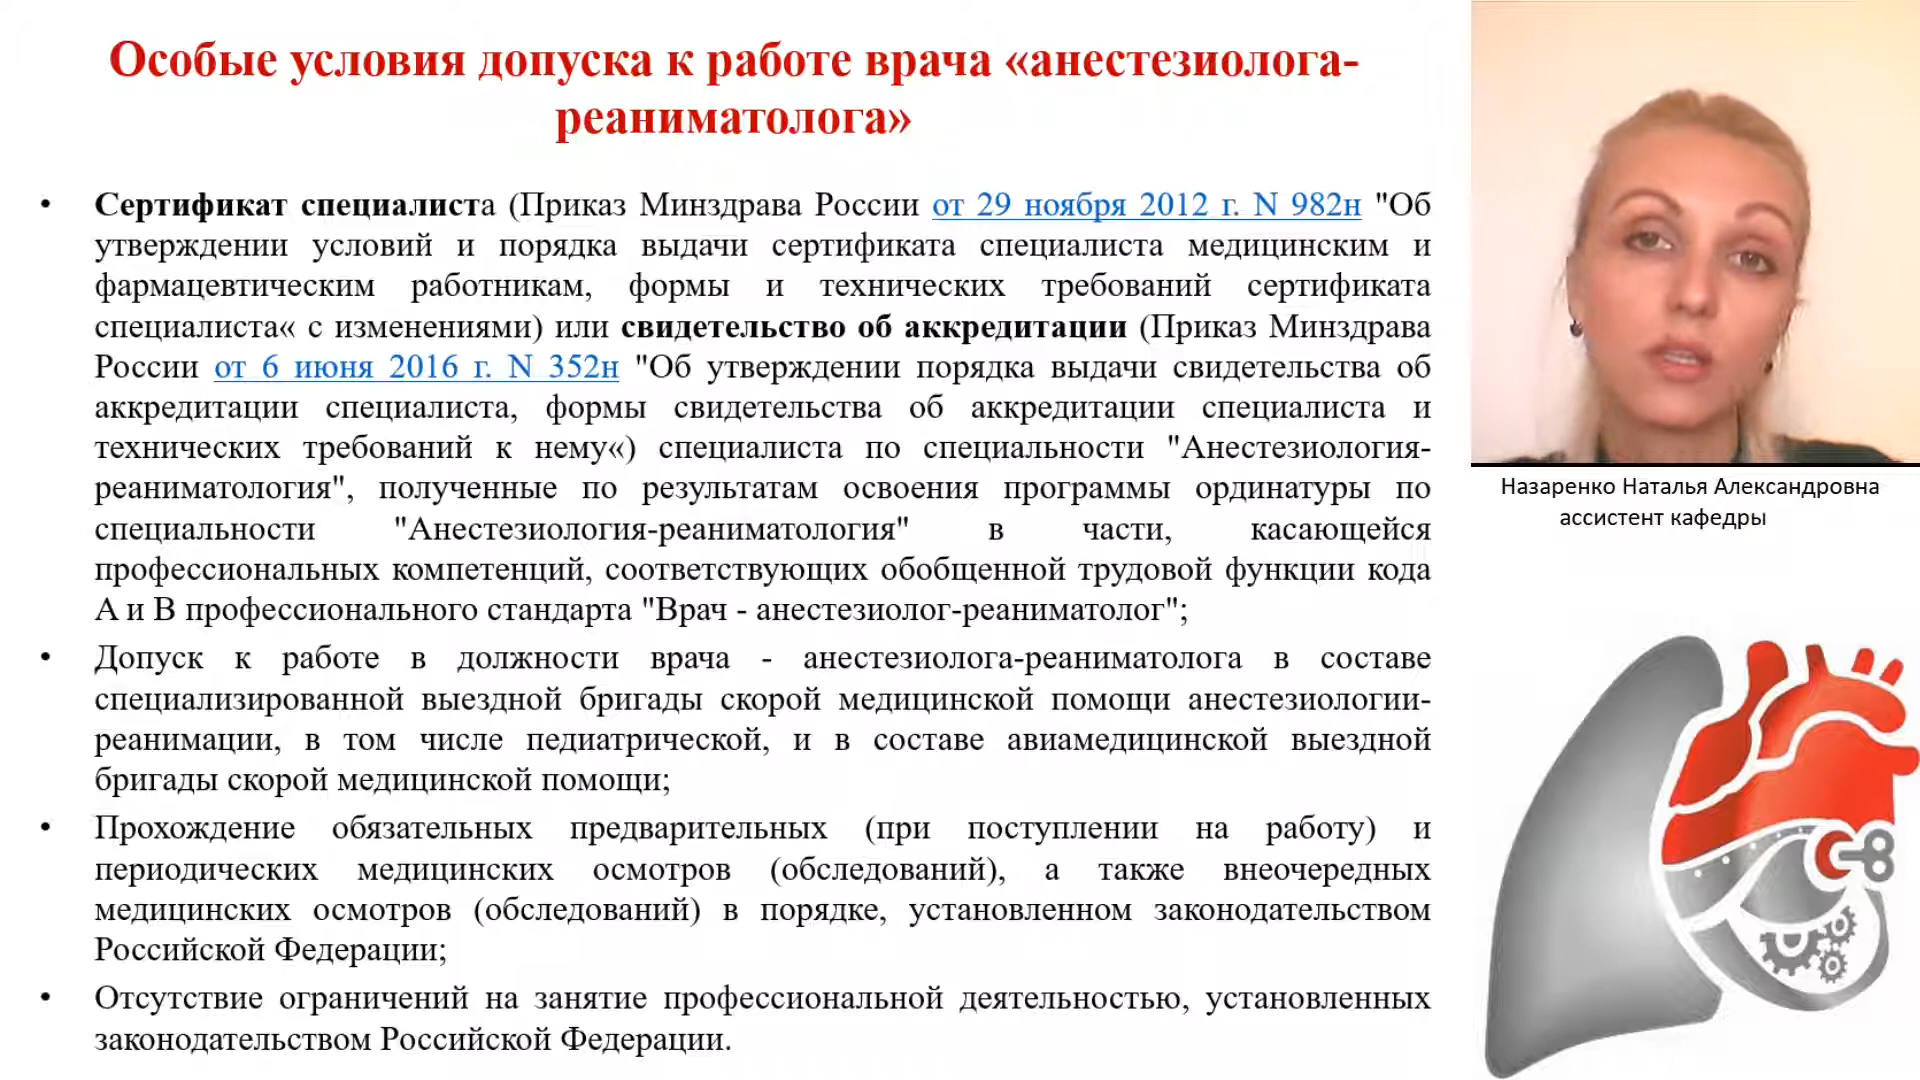 Особые условия допуска к работе врача «анестезиолога-
реаниматолога»
• Сертификат специалиста (Приказ Минздрава России от 29 ноября 2012 г. N 982н "Об
утверждении условий и порядка выдачи сертификата специалиста медицинским и
фармацевтическим работникам, формы и технических требований сертификата
специалиста« с изменениями) или свидетельство об аккредитации (Приказ Минздрава
России от 6 июня 2016 г. N 352н "Об утверждении порядка выдачи свидетельства об
аккредитации специалиста, формы свидетельства об аккредитации специалиста и
технических требований к нему«) специалиста по специальности "Анестезиология-
реаниматология", полученные по результатам освоения программы ординатуры по
специальности "Анестезиология-реаниматология" в части, касающейся
профессиональных компетенций, соответствующих обобщенной трудовой функции кода
А и В профессионального стандарта "Врач - анестезиолог-реаниматолог";
• Допуск к работе в должности врача - анестезиолога-реаниматолога в составе
специализированной выездной бригады скорой медицинской помощи анестезиологии-
реанимации, в том числе педиатрической, и в составе авиамедицинской выездной
бригады скорой медицинской помощи;
• Прохождение обязательных предварительных (при поступлении на работу) и
периодических медицинских осмотров (обследований), а также внеочередных
медицинских осмотров (обследований) в порядке, установленном законодательством
Российской Федерации;
• Отсутствие ограничений на занятие профессиональной деятельностью, установленных
законодательством Российской Федерации.
Назаренко Наталья Александровна
ассистент кафедры